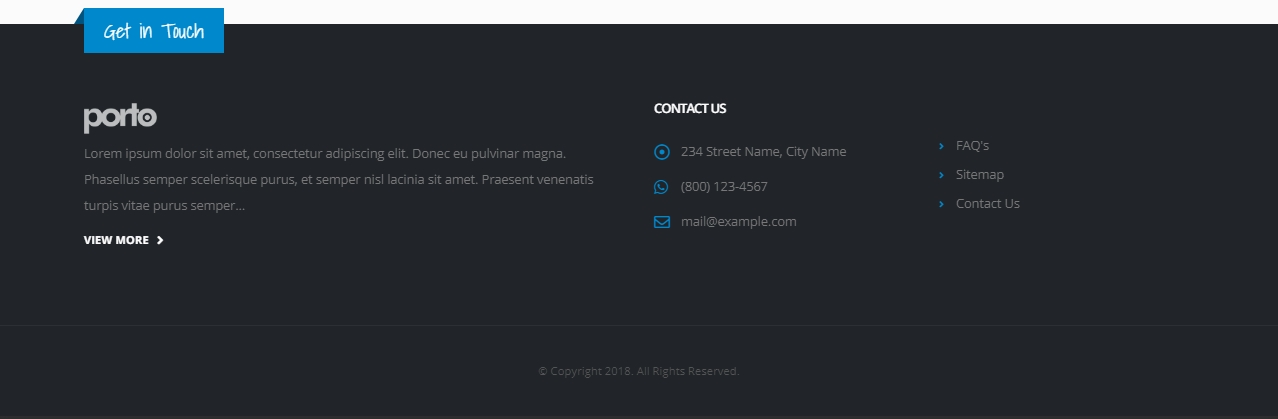 Get in Touch
porto
Lorem ipsum dolor sit amet, consectetur adipiscing elit. Donec eu pulvinar magna.
Phasellus semper scelerisque purus, et semper nisl lacinia sit amet. Praesent venenatis
turpis vitae purus semper...
VIEW MORE
CONTACT US
234 Street Name, City Name
(800) 123-4567
mail@example.com
FAQ's
Sitemap
Contact Us
© Copyright 2018. All Rights Reserved.